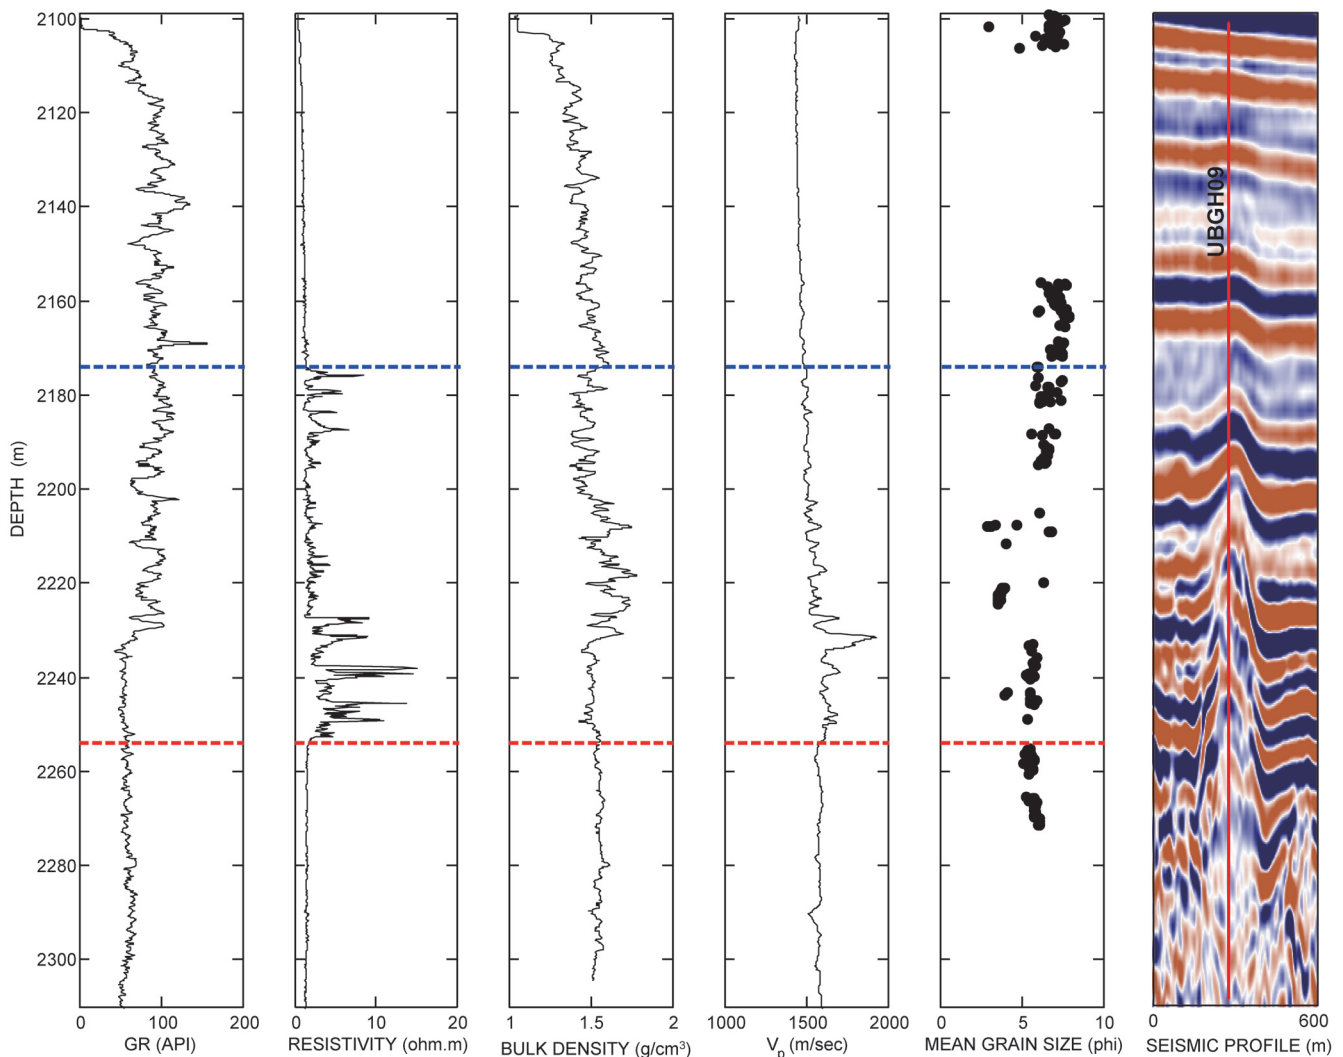 2100
2120
2140
2160
2180
2200
2220
2240
2260
2280
2300
DEPTH (m)
UBGH09
0 100 200
GR (API)
0 10 20
RESISTIVITY (ohm.m)
1 1.5 2
BULK DENSITY (g/cm³)
1000 1500 2000
Vp (m/sec)
0 5 10
MEAN GRAIN SIZE (phi)
0 600
SEISMIC PROFILE (m)